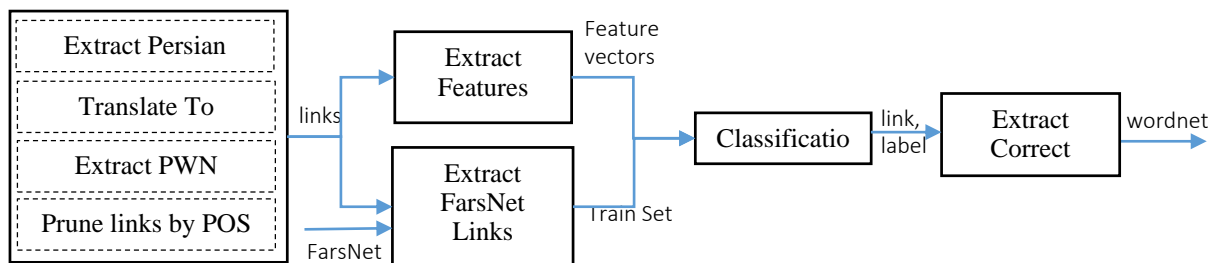 Extract Persian
Translate To
Extract PWN
Prune links by POS
links
FarsNet
Extract
Features
Extract
FarsNet
Links
Feature
vectors
Train Set
Classificatio
link,
label
Extract
Correct
wordnet